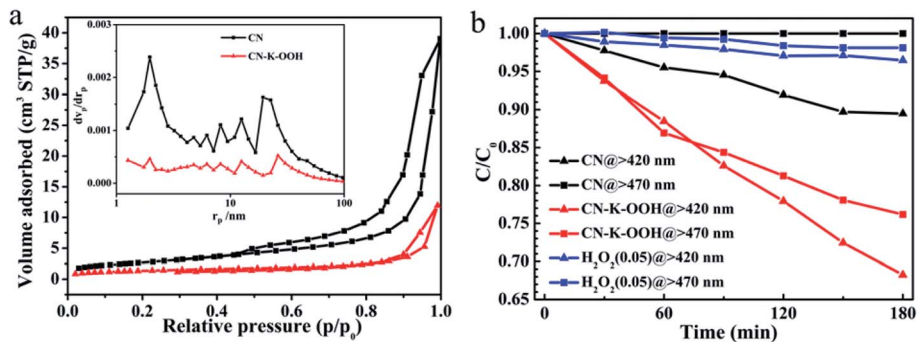 a
Volume adsorbed (cm³ STP/g)
40
35
30
25
20
15
10
5
0
0.0 0.2 0.4 0.6 0.8 1.0
Relative pressure (p/p₀)
dvₚ/drₚ
0.003
0.002
0.001
0.000
1 10 100
rₚ /nm
CN
CN-K-OOH
b
C/C₀
1.00
0.95
0.90
0.85
0.80
0.75
0.70
0.65
0 60 120 180
Time (min)
CN@>420 nm
CN@>470 nm
CN-K-OOH@>420 nm
CN-K-OOH@>470 nm
H₂O₂(0.05)@>420 nm
H₂O₂(0.05)@>470 nm